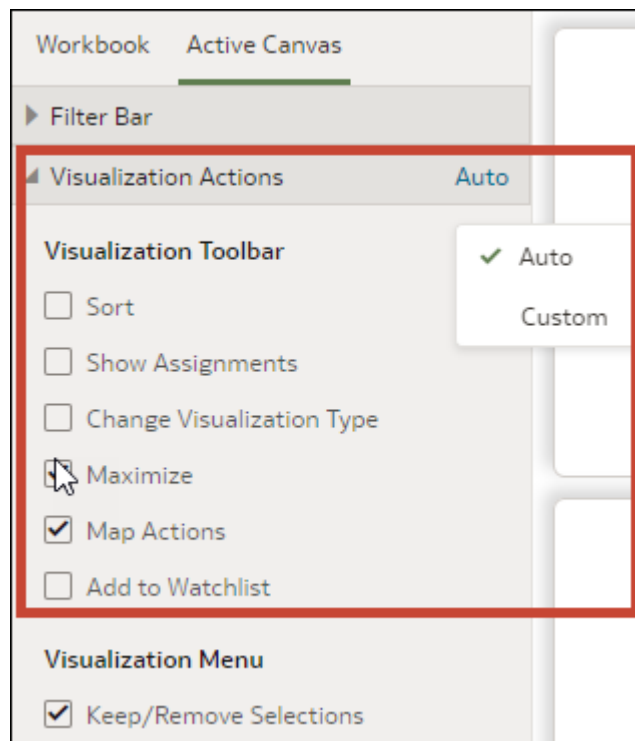 Workbook Active Canvas
Filter Bar
Visualization Actions Auto
Visualization Toolbar
Auto
Sort
Custom
Show Assignments
Change Visualization Type
Maximize
Map Actions
Add to Watchlist
Visualization Menu
Keep/Remove Selections